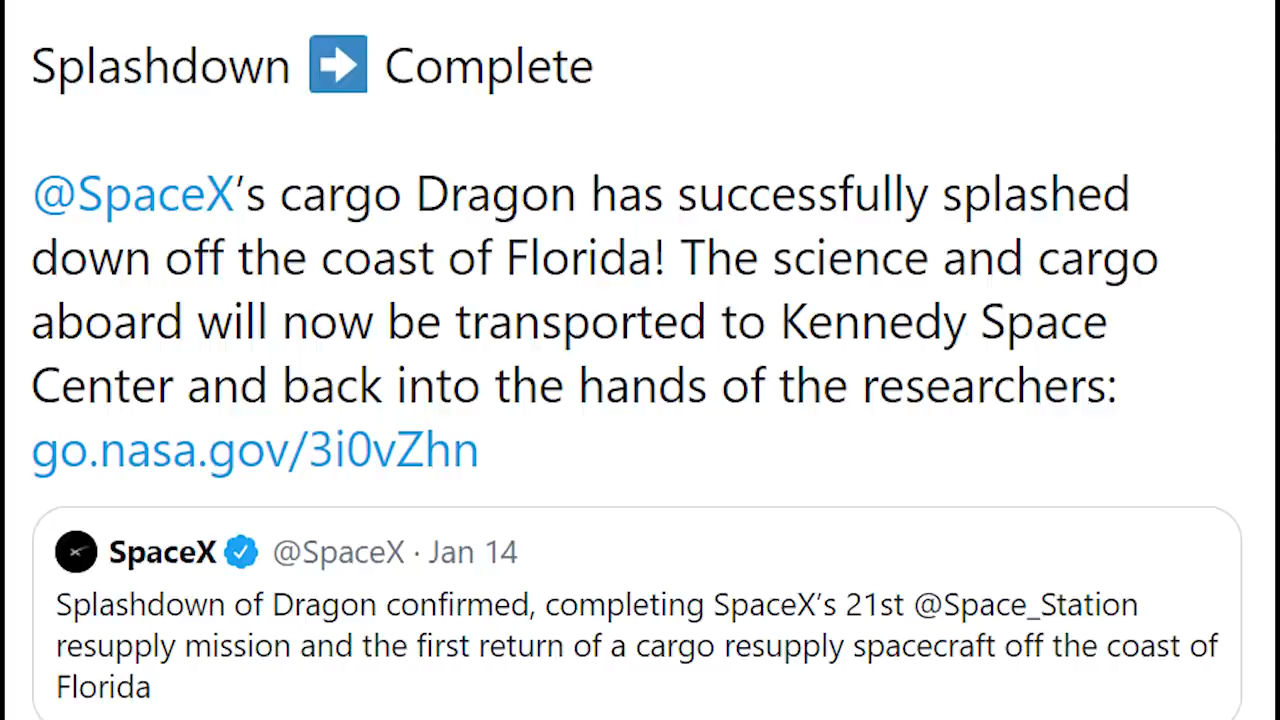 Splashdown ➡️ Complete
@SpaceX's cargo Dragon has successfully splashed
down off the coast of Florida! The science and cargo
aboard will now be transported to Kennedy Space
Center and back into the hands of the researchers:
go.nasa.gov/3i0vZhn
SpaceX @SpaceX · Jan 14
Splashdown of Dragon confirmed, completing SpaceX's 21st @Space_Station
resupply mission and the first return of a cargo resupply spacecraft off the coast of
Florida